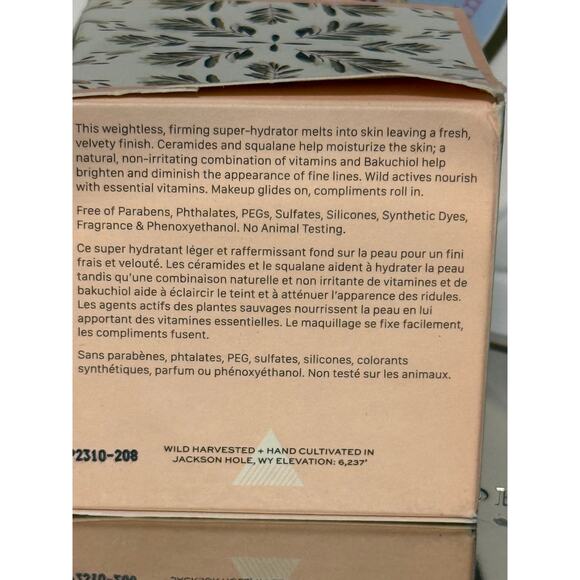 This weightless, firming super-hydrator melts into skin leaving a fresh,
velvety finish. Ceramides and squalane help moisturize the skin; a
natural, non-irritating combination of vitamins and Bakuchiol help
brighten and diminish the appearance of fine lines. Wild actives nourish
with essential vitamins. Makeup glides on, compliments roll in.
Free of Parabens, Phthalates, PEGs, Sulfates, Silicones, Synthetic Dyes,
Fragrance & Phenoxyethanol. No Animal Testing.
Ce super hydratant léger et raffermissant fond sur la peau pour un fini
frais et velouté. Les céramides et le squalane aident à hydrater la peau
tandis qu'une combinaison naturelle et non irritante de vitamines et de
bakuchiol aide à éclaircir le teint et à atténuer l'apparence des ridules.
Les agents actifs des plantes sauvages nourrissent la peau en lui
apportant des vitamines essentielles. Le maquillage se fixe facilement,
les compliments fusent.
Sans parabènes, phtalates, PEG, sulfates, silicones, colorants
synthétiques, parfum ou phénoxyéthanol. Non testé sur les animaux.
P2310-208
WILD HARVESTED + HAND CULTIVATED IN
JACKSON HOLE, WY ELEVATION: 6,237'